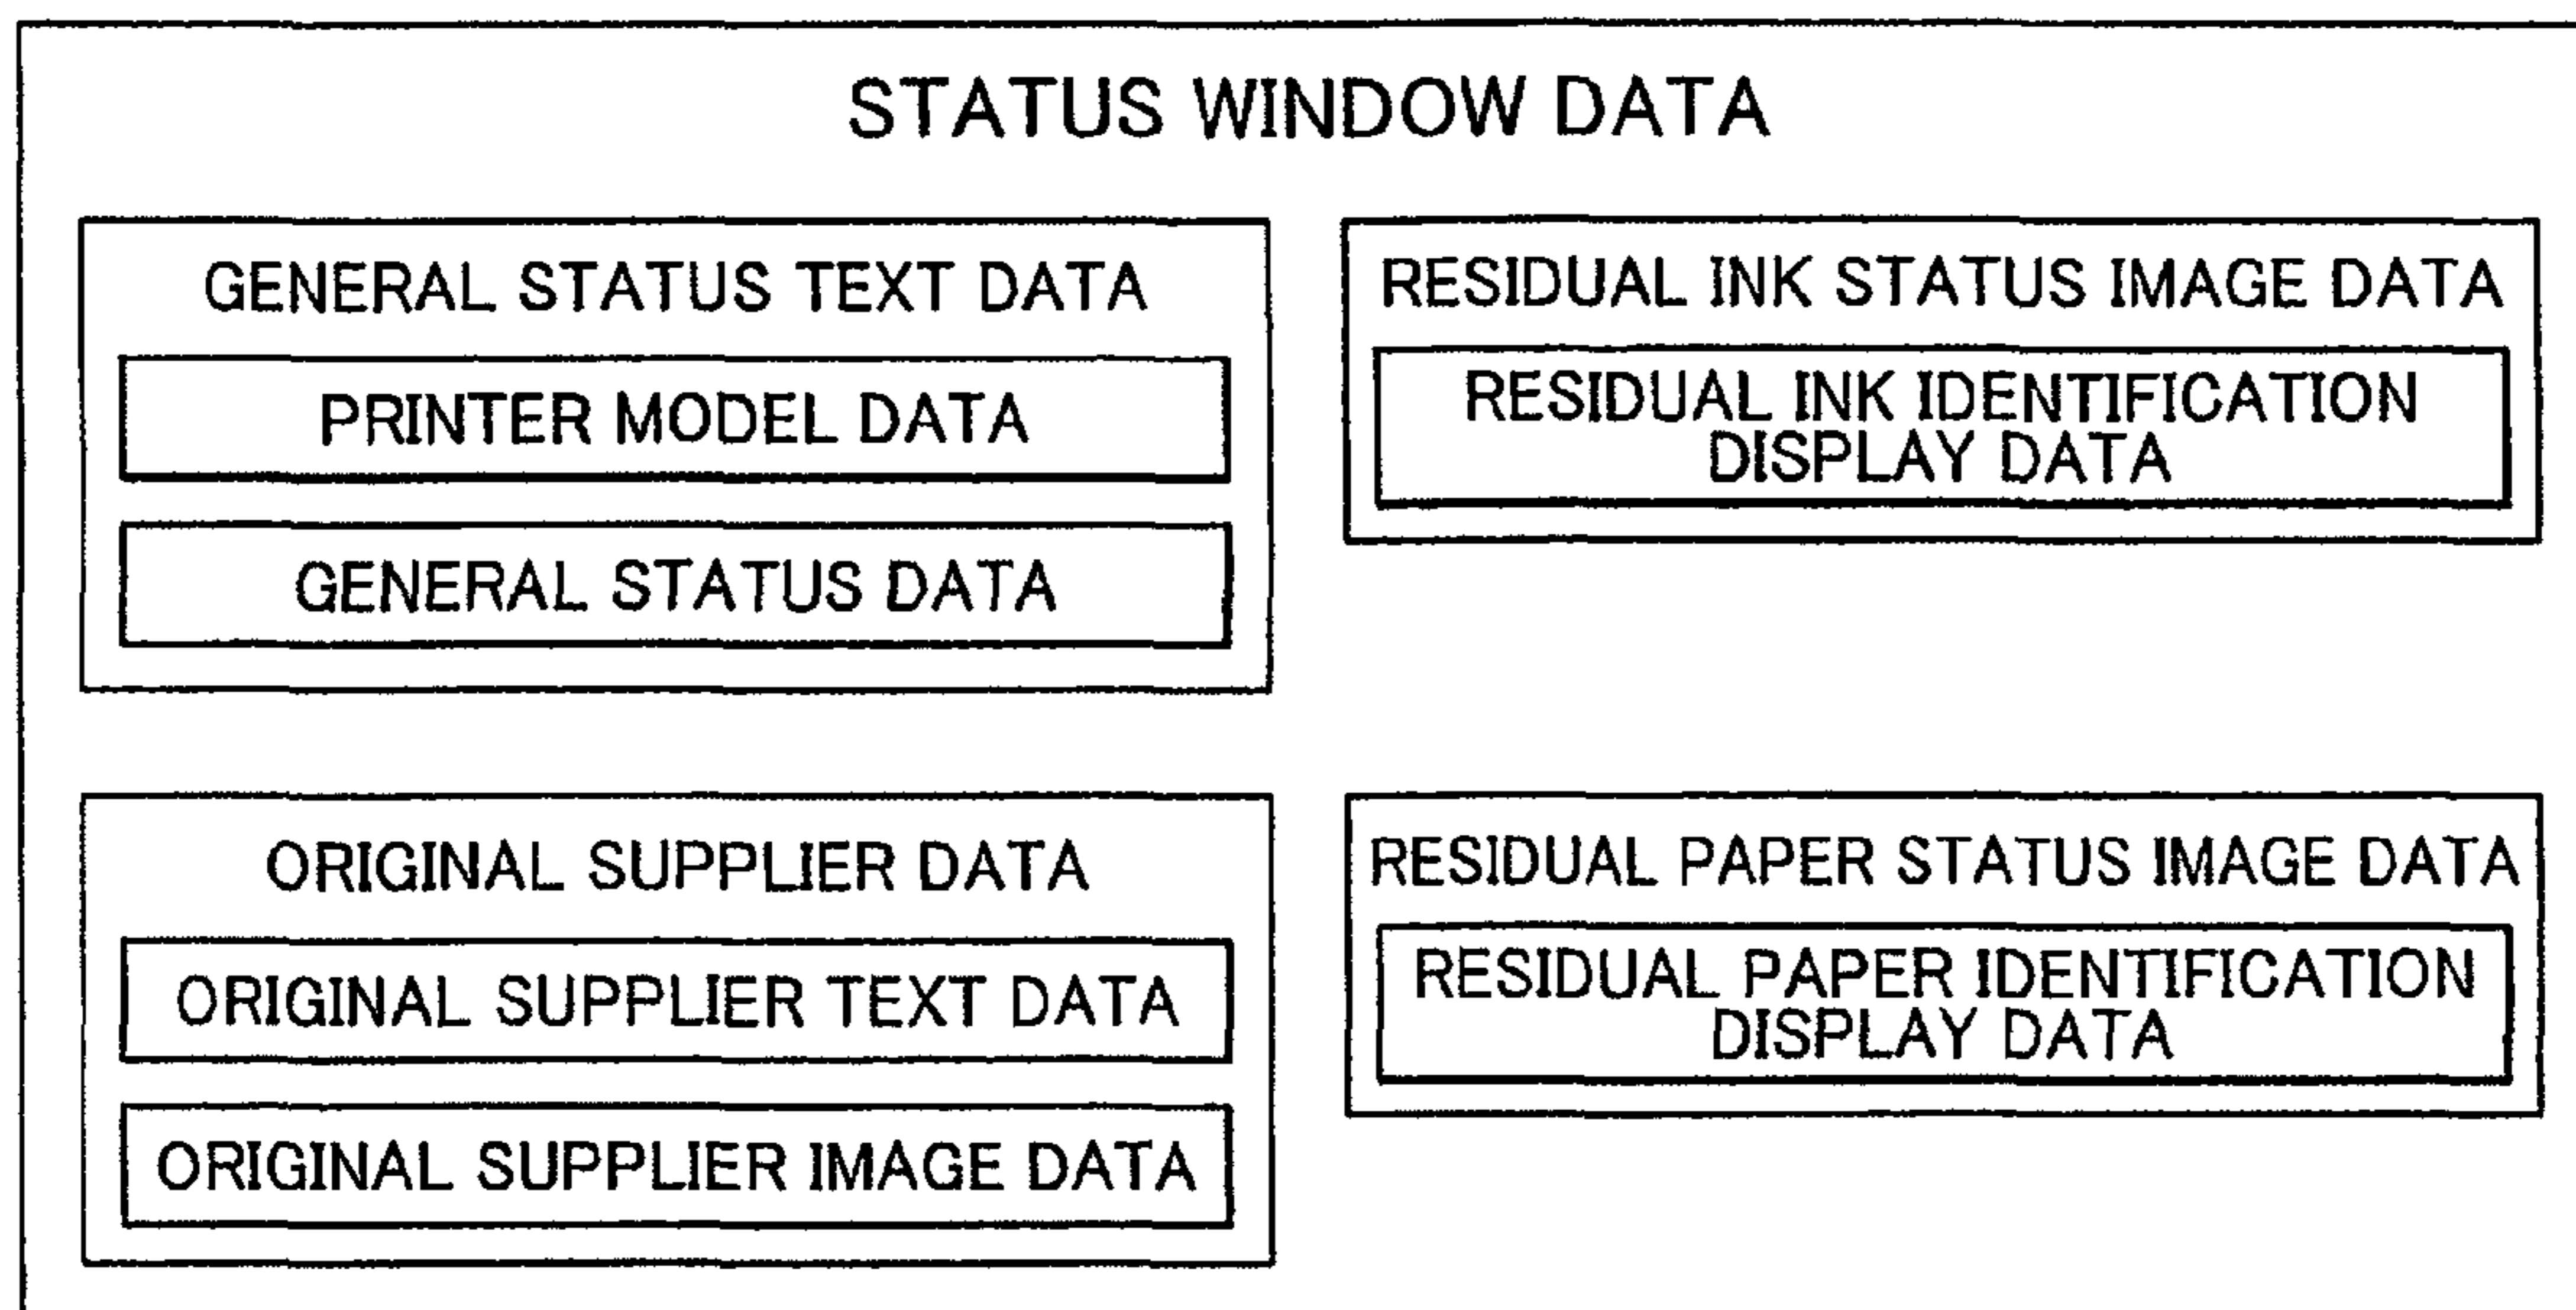 STATUS WINDOW DATA
GENERAL STATUS TEXT DATA
PRINTER MODEL DATA
GENERAL STATUS DATA
RESIDUAL INK STATUS IMAGE DATA
RESIDUAL INK IDENTIFICATION
DISPLAY DATA
ORIGINAL SUPPLIER DATA
ORIGINAL SUPPLIER TEXT DATA
ORIGINAL SUPPLIER IMAGE DATA
RESIDUAL PAPER STATUS IMAGE DATA
RESIDUAL PAPER IDENTIFICATION
DISPLAY DATA